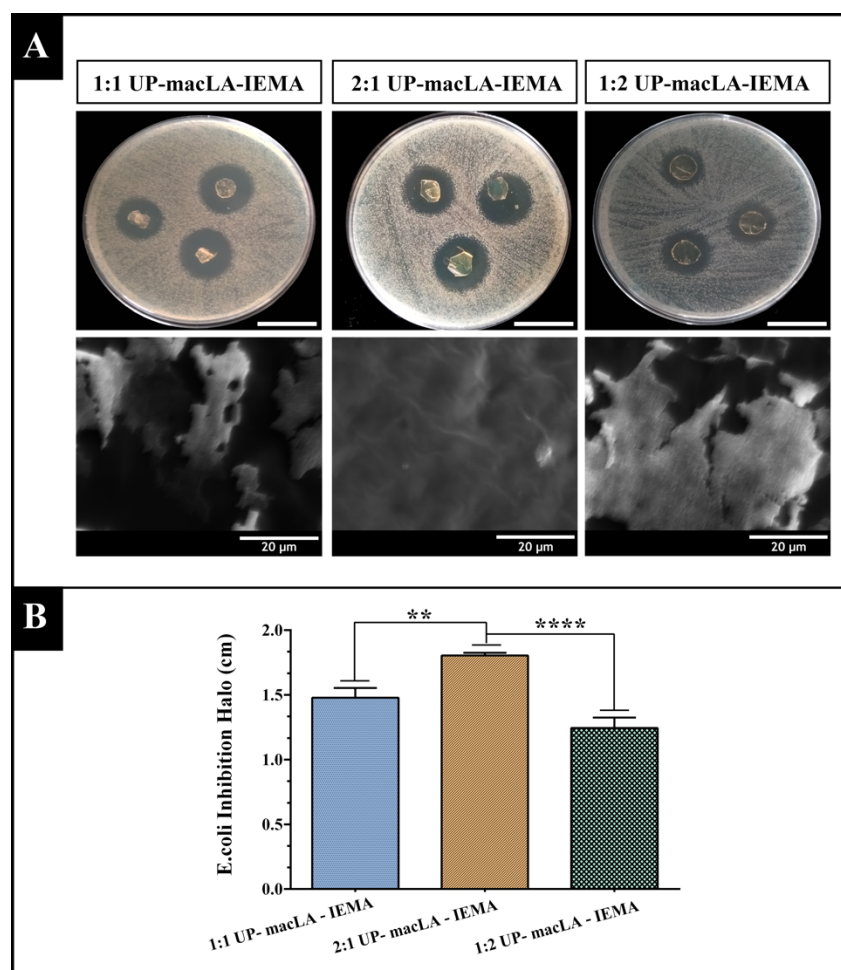 A
1:1 UP-macLA-IEMA
2:1 UP-macLA-IEMA
1:2 UP-macLA-IEMA
20 µm
20 µm
20 µm
B
**
****
E.coli Inhibition Halo (cm)
2.0
1.5
1.0
0.5
0.0
1:1 UP- macLA - IEMA
2:1 UP- macLA - IEMA
1:2 UP- macLA - IEMA